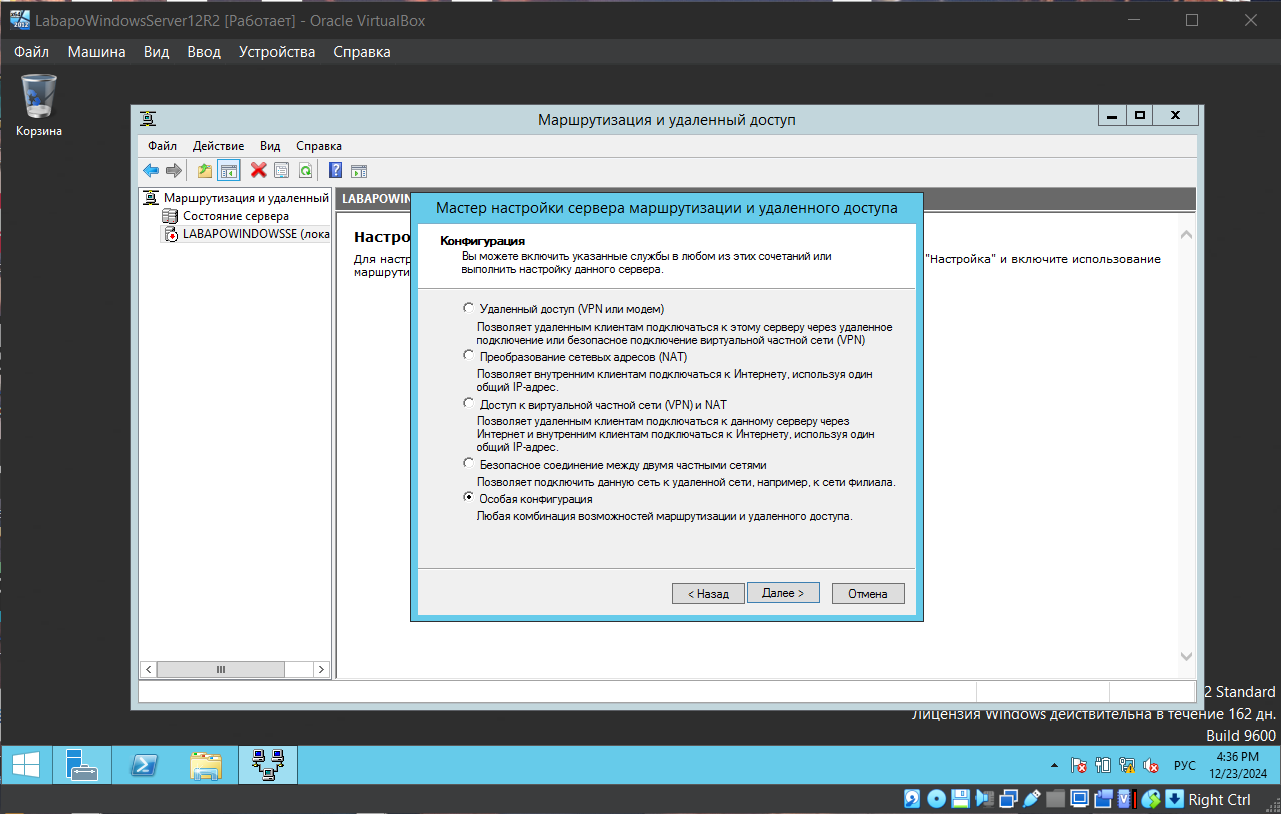 LabapoWindowsServer12R2 [Работает] - Oracle VirtualBox
Файл Машина Вид Ввод Устройства Справка
Корзина
Маршрутизация и удаленный доступ
Файл Действие Вид Справка
Маршрутизация и удаленный
Состояние сервера
LABAPOWINDOWSSE (лока
LABAPOWIN
Настро
Для настр
"Настройка" и включите использование
маршрути
Мастер настройки сервера маршрутизации и удаленного доступа
Конфигурация
Вы можете включить указанные службы в любом из этих сочетаний или
выполнить настройку данного сервера.
Удаленный доступ (VPN или модем)
Позволяет удаленным клиентам подключаться к этому серверу через удаленное
подключение или безопасное подключение виртуальной частной сети (VPN)
Преобразование сетевых адресов (NAT)
Позволяет внутренним клиентам подключаться к Интернету, используя один
общий IP-адрес.
Доступ к виртуальной частной сети (VPN) и NAT
Позволяет удаленным клиентам подключаться к данному серверу через
Интернет и внутренним клиентам подключаться к Интернету, используя один
общий IP-адрес.
Безопасное соединение между двумя частными сетями
Позволяет подключить данную сеть к удаленной сети, например, к сети филиала.
Особая конфигурация
Любая комбинация возможностей маршрутизации и удаленного доступа.
< Назад Далее > Отмена
2 Standard
Лицензия Windows действительна в течение 162 дн.
Build 9600
РУС
4:36 PM
12/23/2024
Right Ctrl